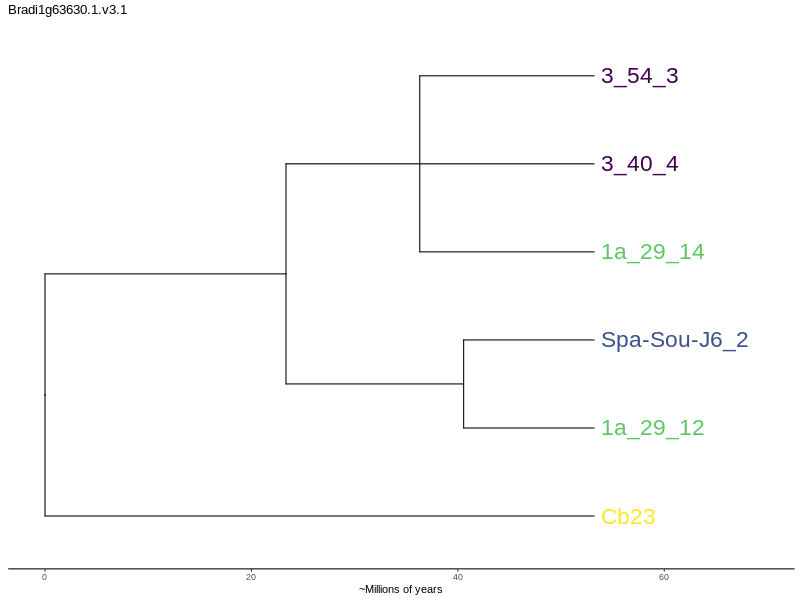 Bradi1g63630.1.v3.1
3_54_3
3_40_4
1a_29_14
Spa-Sou-J6_2
1a_29_12
Cb23
0 20 40 60
~Millions of years